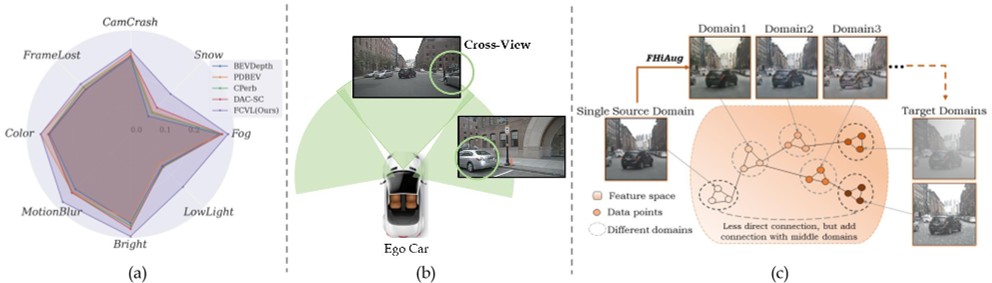 CamCrash
FrameLost
Snow
BEVDepth
PDBEV
CPerb
DAC-SC
FCVL(Ours)
0.0
0.1
0.2
Color
Fog
MotionBlur
LowLight
Bright
(a)
Cross-View
Ego Car
(b)
Domain1 Domain2 Domain3
FHiAug
Single Source Domain
Target Domains
Feature space
Data points
Different domains
Less direct connection, but add
connection with middle domains
(c)